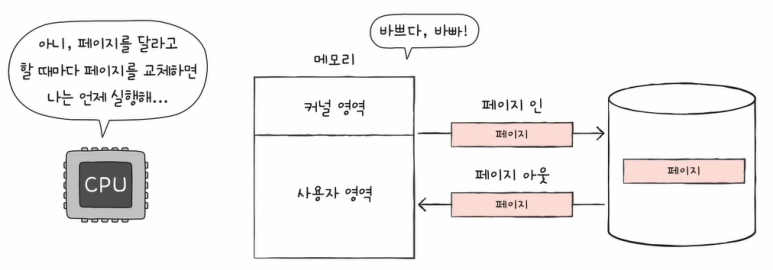 아니, 페이지를 달라고
할 때마다 페이지를 교체하면
나는 언제 실행해...
CPU
바쁘다, 바빠!
메모리
커널 영역
사용자 영역
페이지 인
페이지
페이지 아웃
페이지
페이지